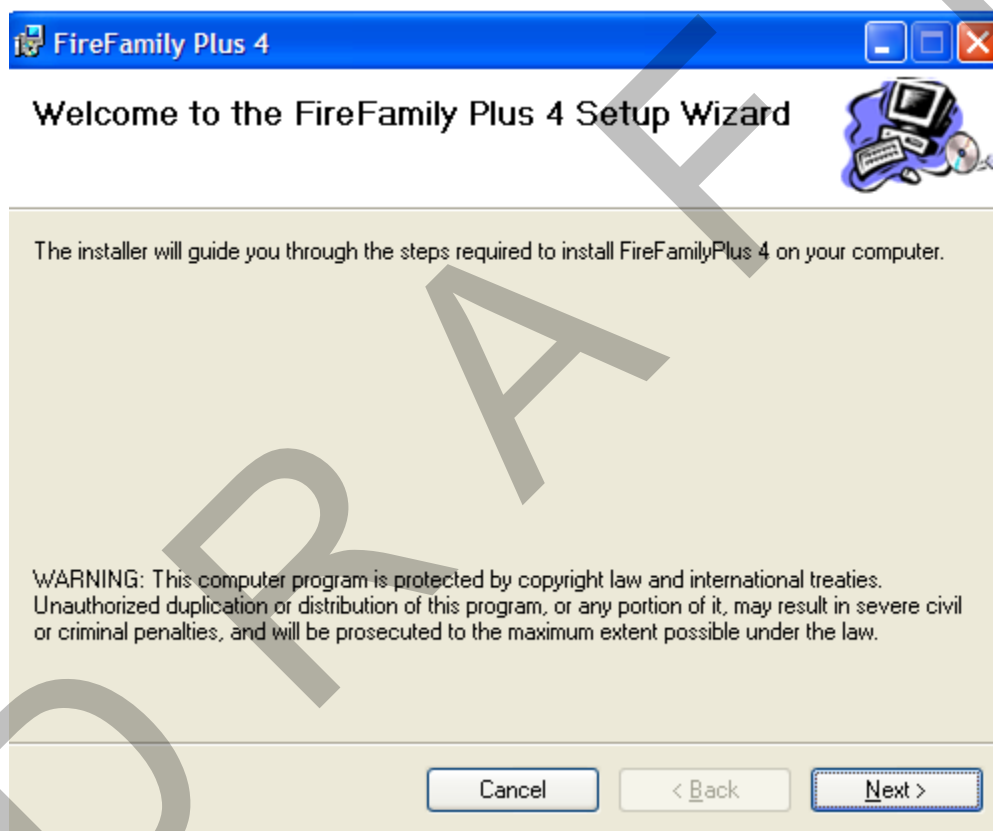 FireFamily Plus 4
Welcome to the FireFamily Plus 4 Setup Wizard
The installer will guide you through the steps required to install FireFamilyPlus 4 on your computer.
WARNING: This computer program is protected by copyright law and international treaties.
Unauthorized duplication or distribution of this program, or any portion of it, may result in severe civil
or criminal penalties, and will be prosecuted to the maximum extent possible under the law.
Cancel
< Back
Next >
DRAF